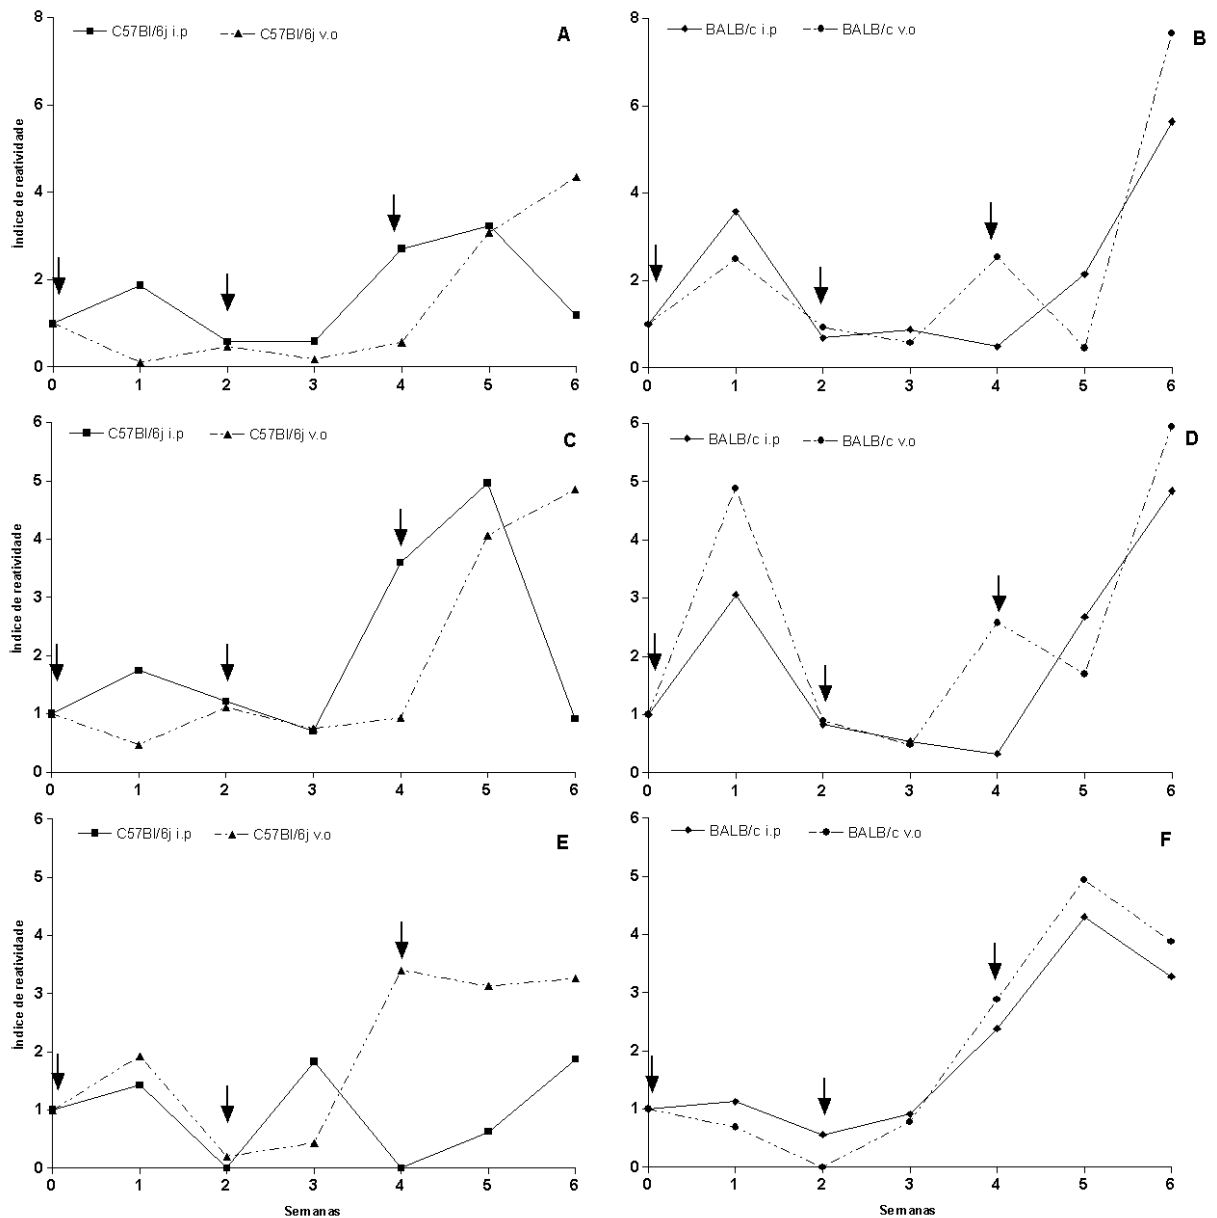 C57Bl/6j i.p C57Bl/6j v.o A
Índice de reatividade
8
6
4
2
0
0 1 2 3 4 5 6
BALB/c i.p BALB/c v.o B
8
6
4
2
0
0 1 2 3 4 5 6
C57Bl/6j i.p C57Bl/6j v.o C
Índice de reatividade
6
5
4
3
2
1
0
0 1 2 3 4 5 6
BALB/c i.p BALB/c v.o D
6
5
4
3
2
1
0
0 1 2 3 4 5 6
C57Bl/6j i.p C57Bl/6j v.o E
Índice de reatividade
6
5
4
3
2
1
0
0 1 2 3 4 5 6
Semanas
BALB/c i.p BALB/c v.o F
6
5
4
3
2
1
0
0 1 2 3 4 5 6
Semanas